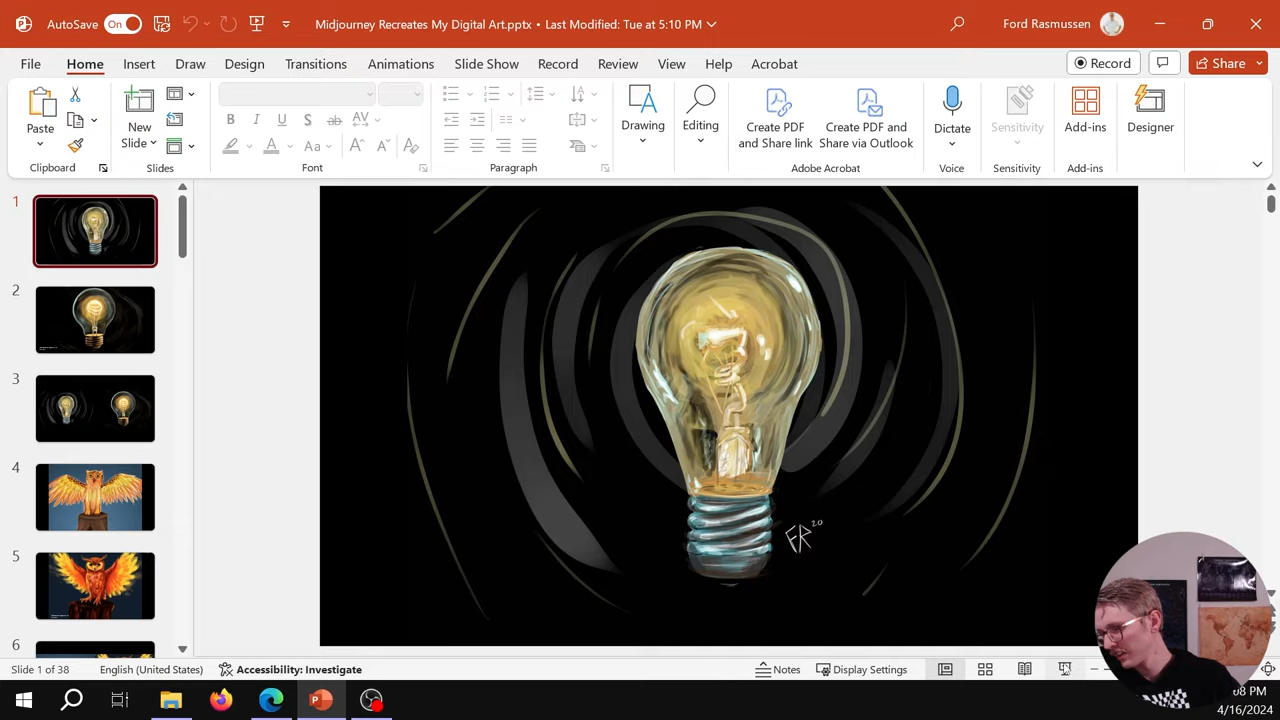 AutoSave On Midjourney Recreates My Digital Art.pptx • Last Modified: Tue at 5:10 PM Ford Rasmussen
File Home Insert Draw Design Transitions Animations Slide Show Record Review View Help Acrobat Record Share
Paste New Slide Drawing Editing Create PDF and Share link Create PDF and Share via Outlook Dictate Sensitivity Add-ins Designer
Clipboard Slides Font Paragraph Adobe Acrobat Voice Sensitivity Add-ins
1
2
3
4
5
6
FR 20
Slide 1 of 38 English (United States) Accessibility: Investigate Notes Display Settings
:08 PM
4/16/2024